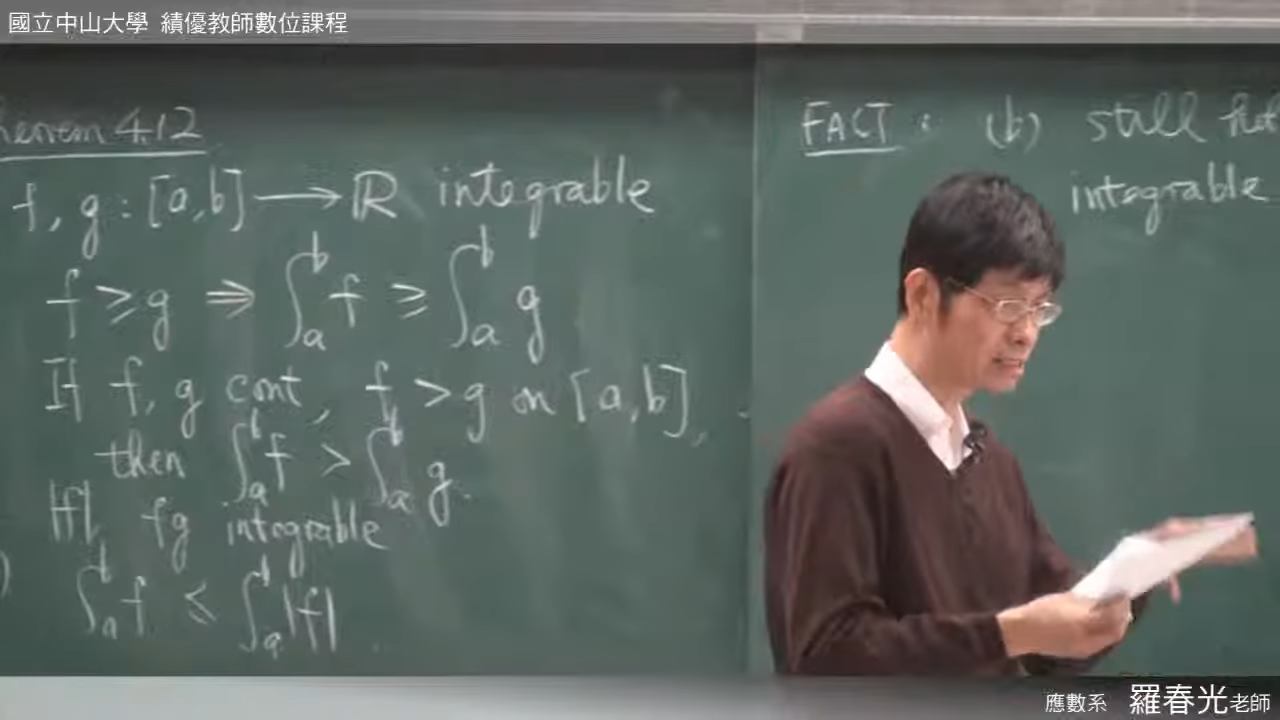 國立中山大學 績優教師數位課程
Theorem 4.12
f, g : [a,b] → ℝ integrable
f ≥ g ⇒ ∫_a^b f ≥ ∫_a^b g
If f, g cont, f > g on [a,b],
then ∫_a^b f > ∫_a^b g.
|f|, fg integrable
) ∫_a^b f ≤ ∫_a^b |f|.
FACT : (b) still
integrable
應數系 羅春光老師